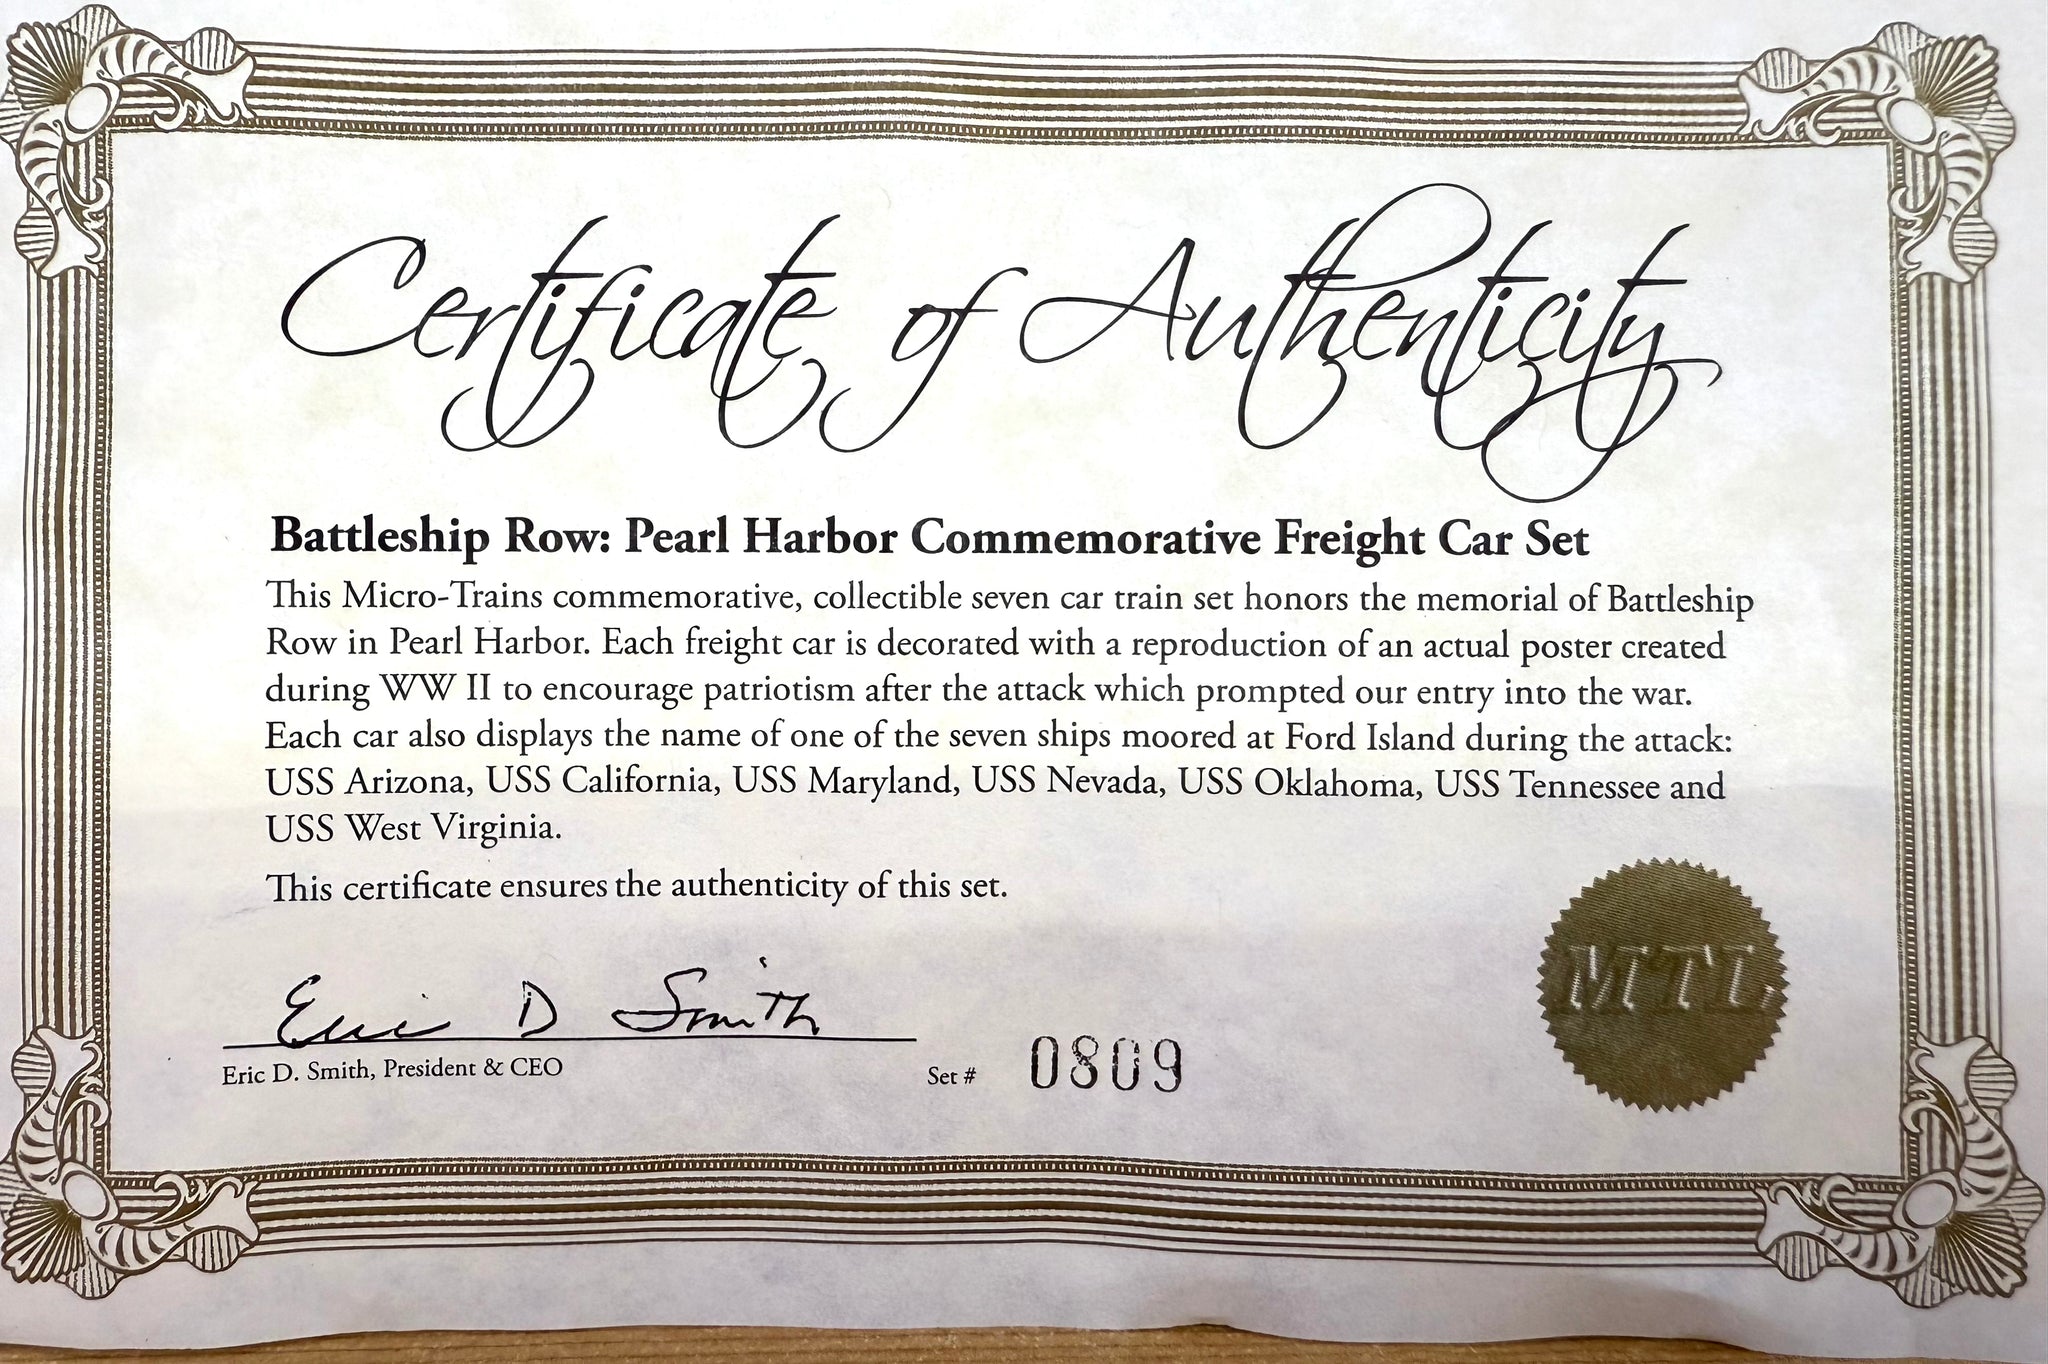 Certificate of Authenticity
Battleship Row: Pearl Harbor Commemorative Freight Car Set
This Micro-Trains commemorative, collectible seven car train set honors the memorial of Battleship
Row in Pearl Harbor. Each freight car is decorated with a reproduction of an actual poster created
during WW II to encourage patriotism after the attack which prompted our entry into the war.
Each car also displays the name of one of the seven ships moored at Ford Island during the attack:
USS Arizona, USS California, USS Maryland, USS Nevada, USS Oklahoma, USS Tennessee and
USS West Virginia.
This certificate ensures the authenticity of this set.
Eric D Smith
Eric D. Smith, President & CEO
Set # 0809
MTL